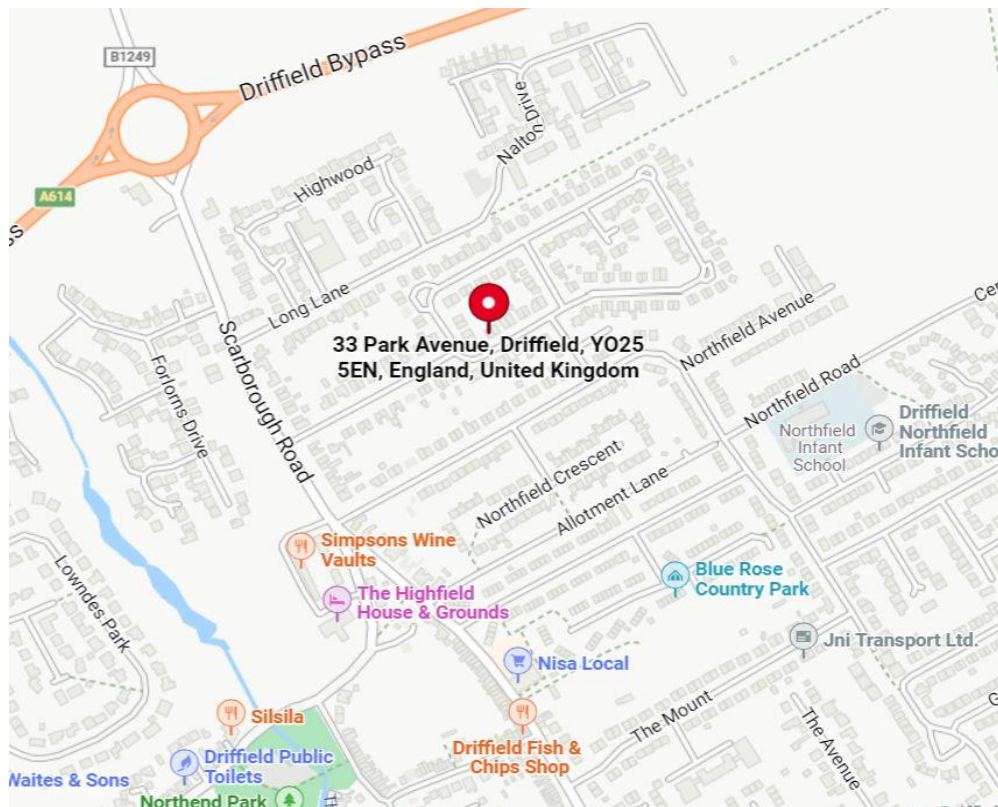 B1249
Driffield Bypass
Nalton Drive
Highwood
A614
Long Lane
33 Park Avenue, Driffield, YO25
5EN, England, United Kingdom
Scarborough Road
Forlorns Drive
Northfield Avenue
Cen
Northfield Road
Driffield
Northfield
Infant Scho
Northfield
Infant
School
Northfield Crescent
Allotment Lane
Simpsons Wine
Vaults
Blue Rose
Country Park
The Highfield
House & Grounds
Lowndes Park
Jni Transport Ltd.
Nisa Local
The Mount
The Avenue
Silsila
Driffield Fish &
Chips Shop
Driffield Public
Toilets
Waites & Sons
Northend Park